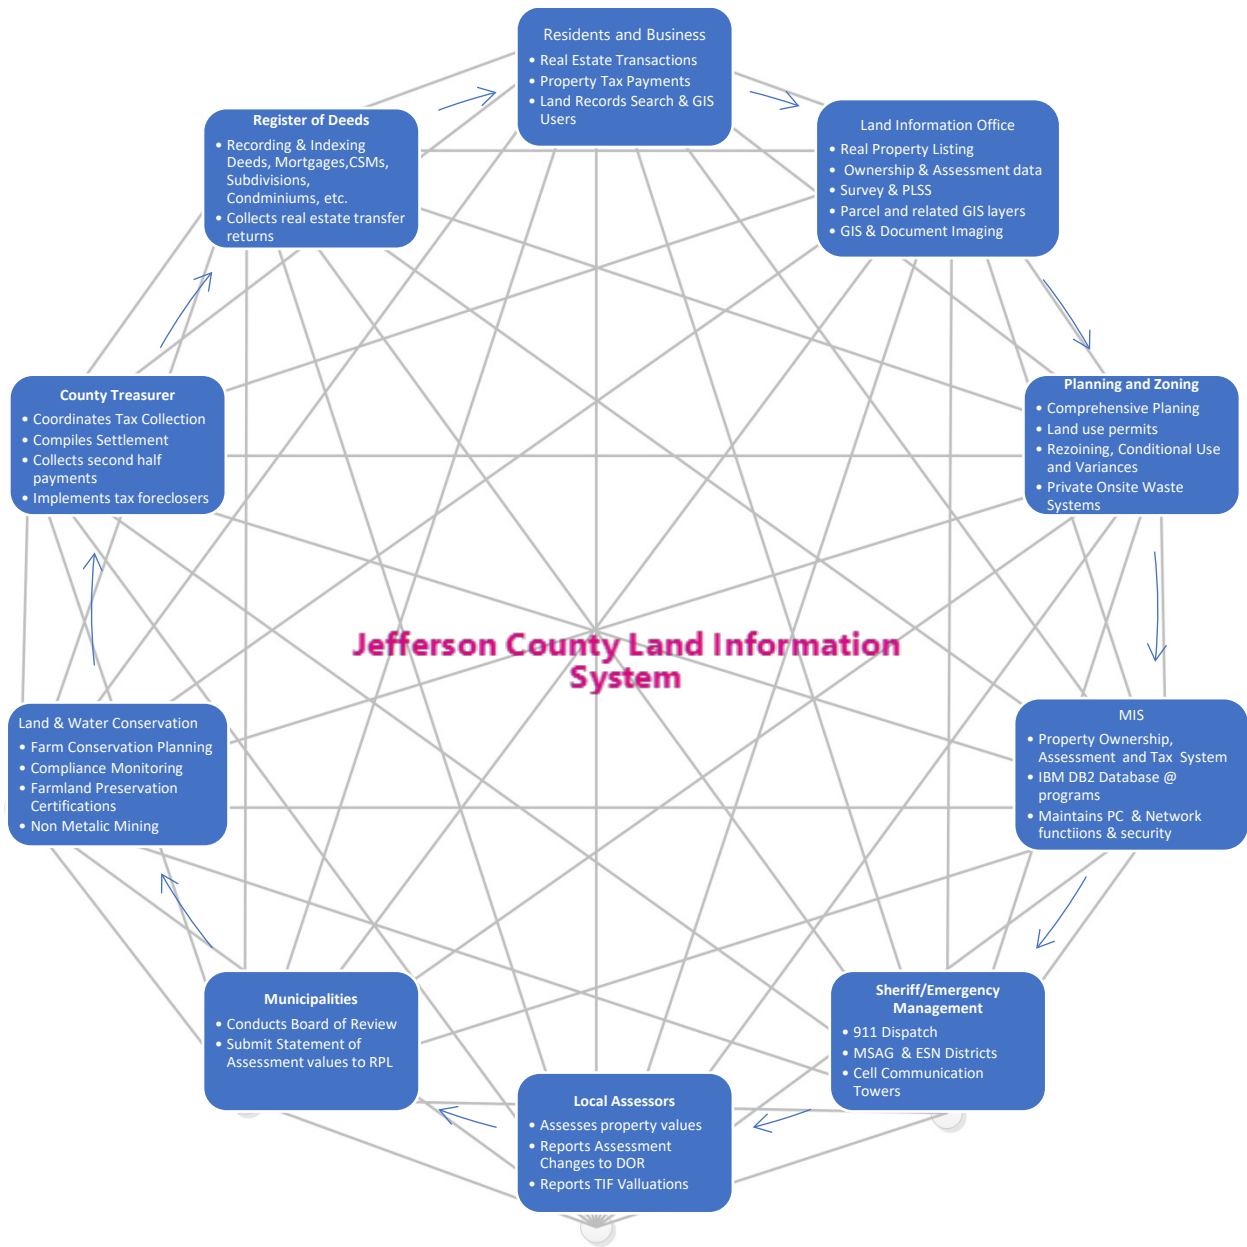 Residents and Business
• Real Estate Transactions
• Property Tax Payments
• Land Records Search & GIS
Users
Land Information Office
• Real Property Listing
• Ownership & Assessment data
• Survey & PLSS
• Parcel and related GIS layers
• GIS & Document Imaging
Planning and Zoning
• Comprehensive Planing
• Land use permits
• Rezoining, Conditional Use
and Variances
• Private Onsite Waste
Systems
MIS
• Property Ownership,
Assessment and Tax System
• IBM DB2 Database @
programs
• Maintains PC & Network
functiions & security
Sheriff/Emergency
Management
• 911 Dispatch
• MSAG & ESN Districts
• Cell Communication
Towers
Local Assessors
• Assesses property values
• Reports Assessment
Changes to DOR
• Reports TIF Valluations
Municipalities
• Conducts Board of Review
• Submit Statement of
Assessment values to RPL
Land & Water Conservation
• Farm Conservation Planning
• Compliance Monitoring
• Farmland Preservation
Certifications
• Non Metalic Mining
County Treasurer
• Coordinates Tax Collection
• Compiles Settlement
• Collects second half
payments
• Implements tax foreclosers
Register of Deeds
• Recording & Indexing
Deeds, Mortgages,CSMs,
Subdivisions,
Condminiums, etc.
• Collects real estate transfer
returns
Jefferson County Land Information
System